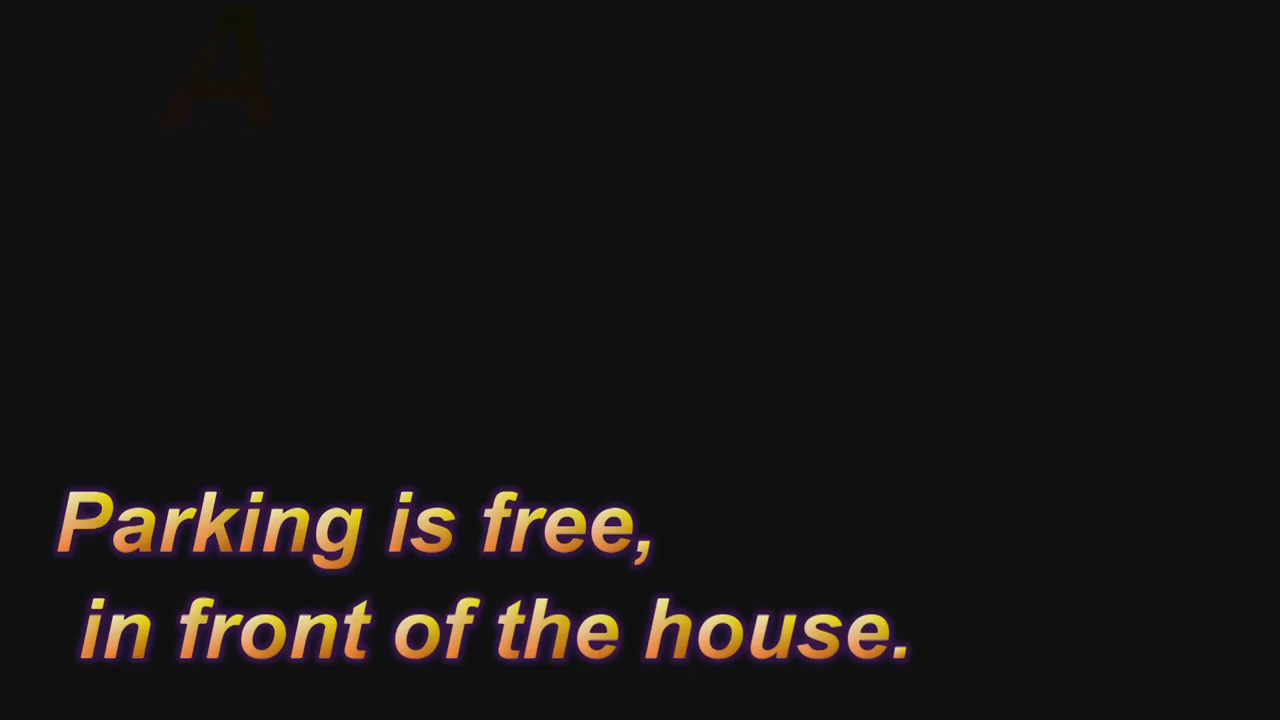 A
Parking is free,
in front of the house.